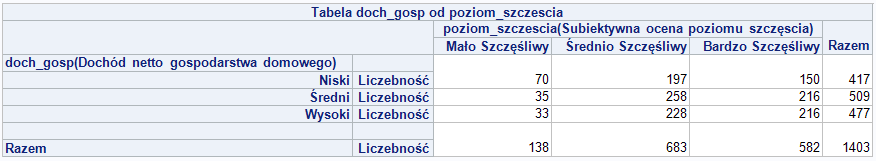 Tabela doch_gosp od poziom_szczescia
poziom_szczescia(Subiektywna ocena poziomu szczęscia)
Mało Szczęśliwy Średnio Szczęśliwy Bardzo Szczęśliwy Razem
doch_gosp(Dochód netto gospodarstwa domowego)
Niski Liczebność 70 197 150 417
Średni Liczebność 35 258 216 509
Wysoki Liczebność 33 228 216 477
Razem Liczebność 138 683 582 1403